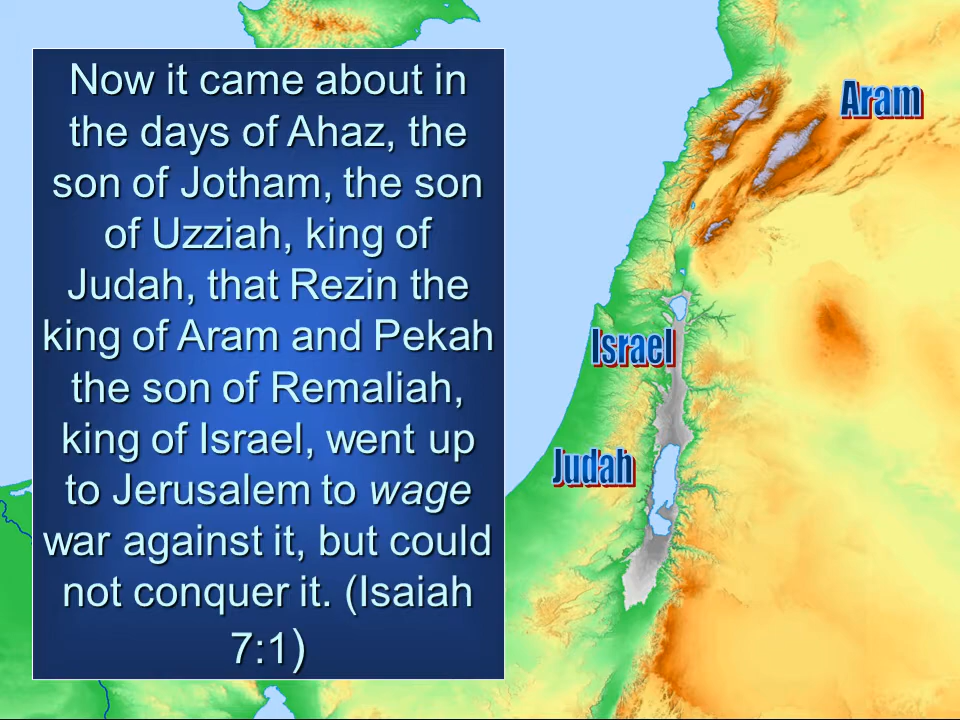 Now it came about in
the days of Ahaz, the
son of Jotham, the son
of Uzziah, king of
Judah, that Rezin the
king of Aram and Pekah
the son of Remaliah,
king of Israel, went up
to Jerusalem to wage
war against it, but could
not conquer it. (Isaiah
7:1)
Aram
Israel
Judah